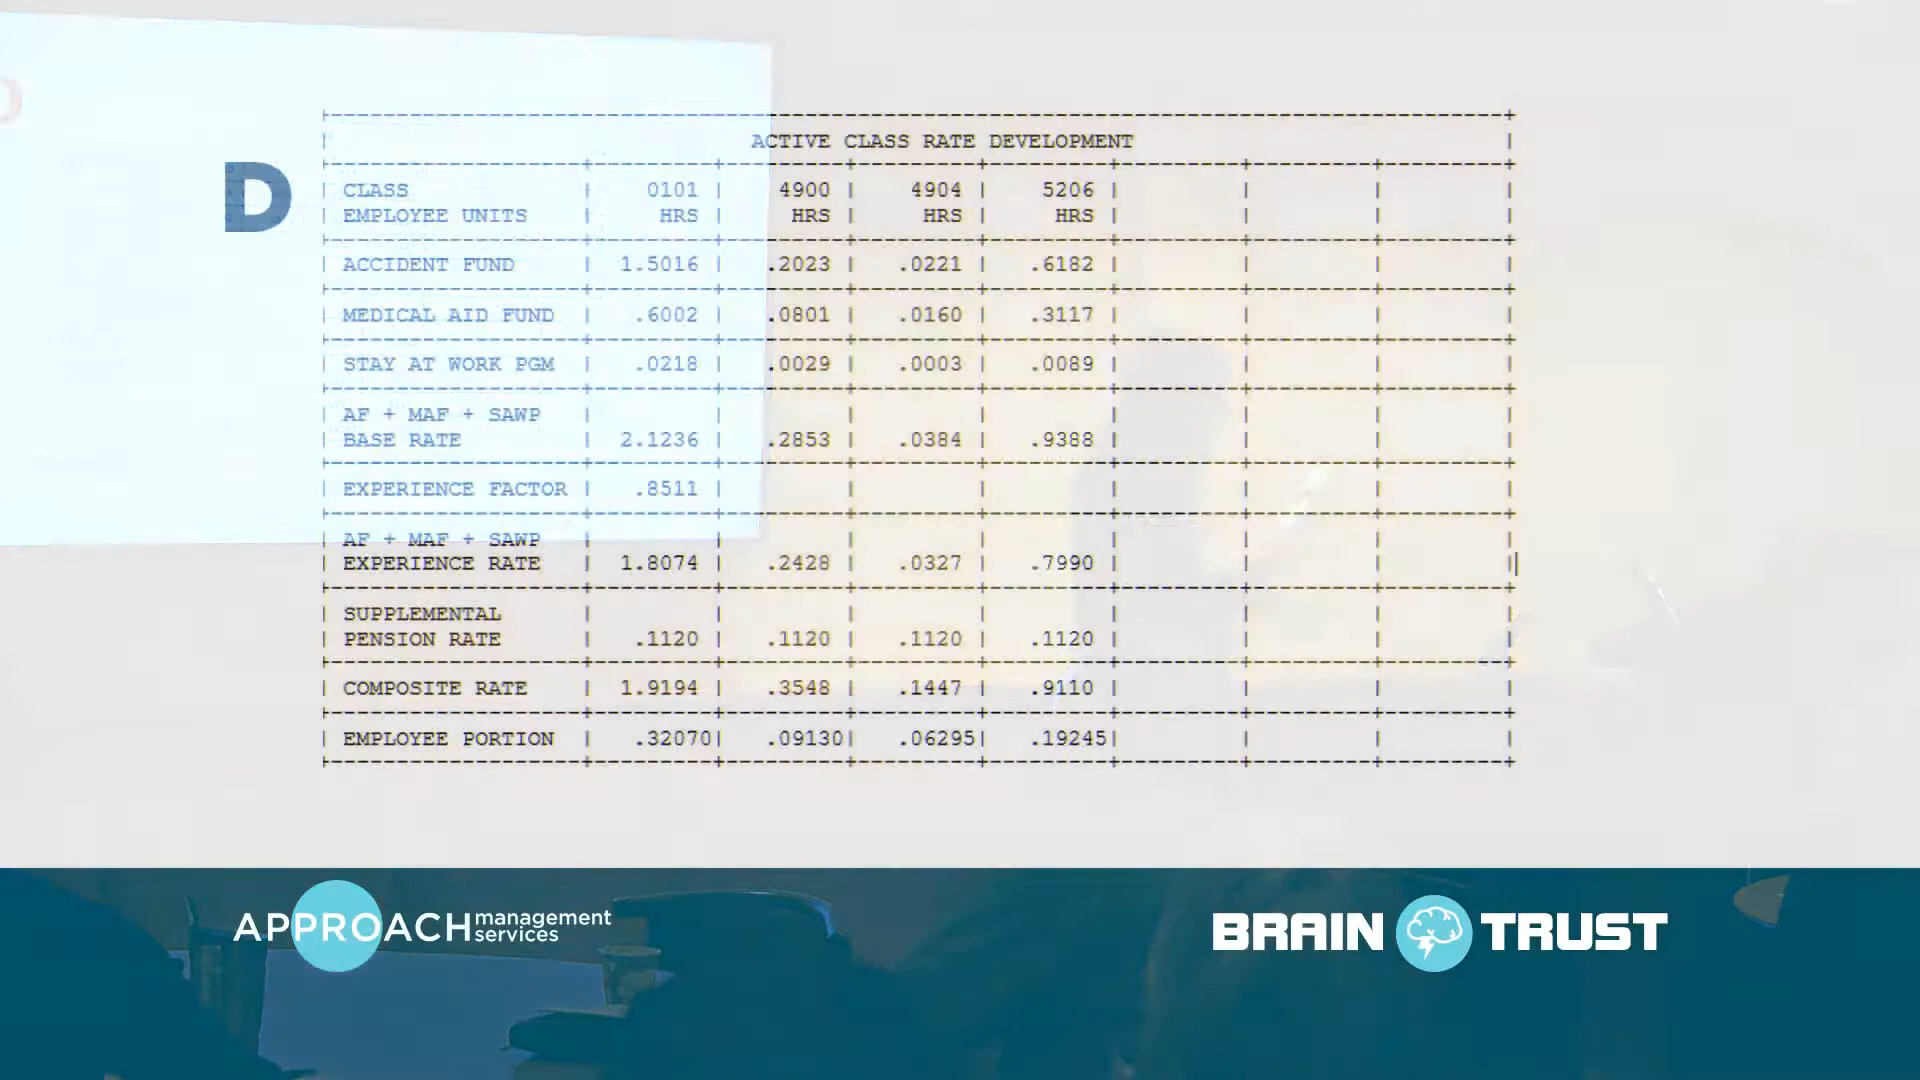 D
ACTIVE CLASS RATE DEVELOPMENT
CLASS 0101 4900 4904 5206
EMPLOYEE UNITS HRS HRS HRS HRS
ACCIDENT FUND 1.5016 .2023 .0221 .6182
MEDICAL AID FUND .6002 .0801 .0160 .3117
STAY AT WORK PGM .0218 .0029 .0003 .0089
AF + MAF + SAWP
BASE RATE 2.1236 .2853 .0384 .9388
EXPERIENCE FACTOR .8511
AF + MAF + SAWP
EXPERIENCE RATE 1.8074 .2428 .0327 .7990
SUPPLEMENTAL
PENSION RATE .1120 .1120 .1120 .1120
COMPOSITE RATE 1.9194 .3548 .1447 .9110
EMPLOYEE PORTION .32070 .09130 .06295 .19245
APPROACH management
services
BRAIN TRUST